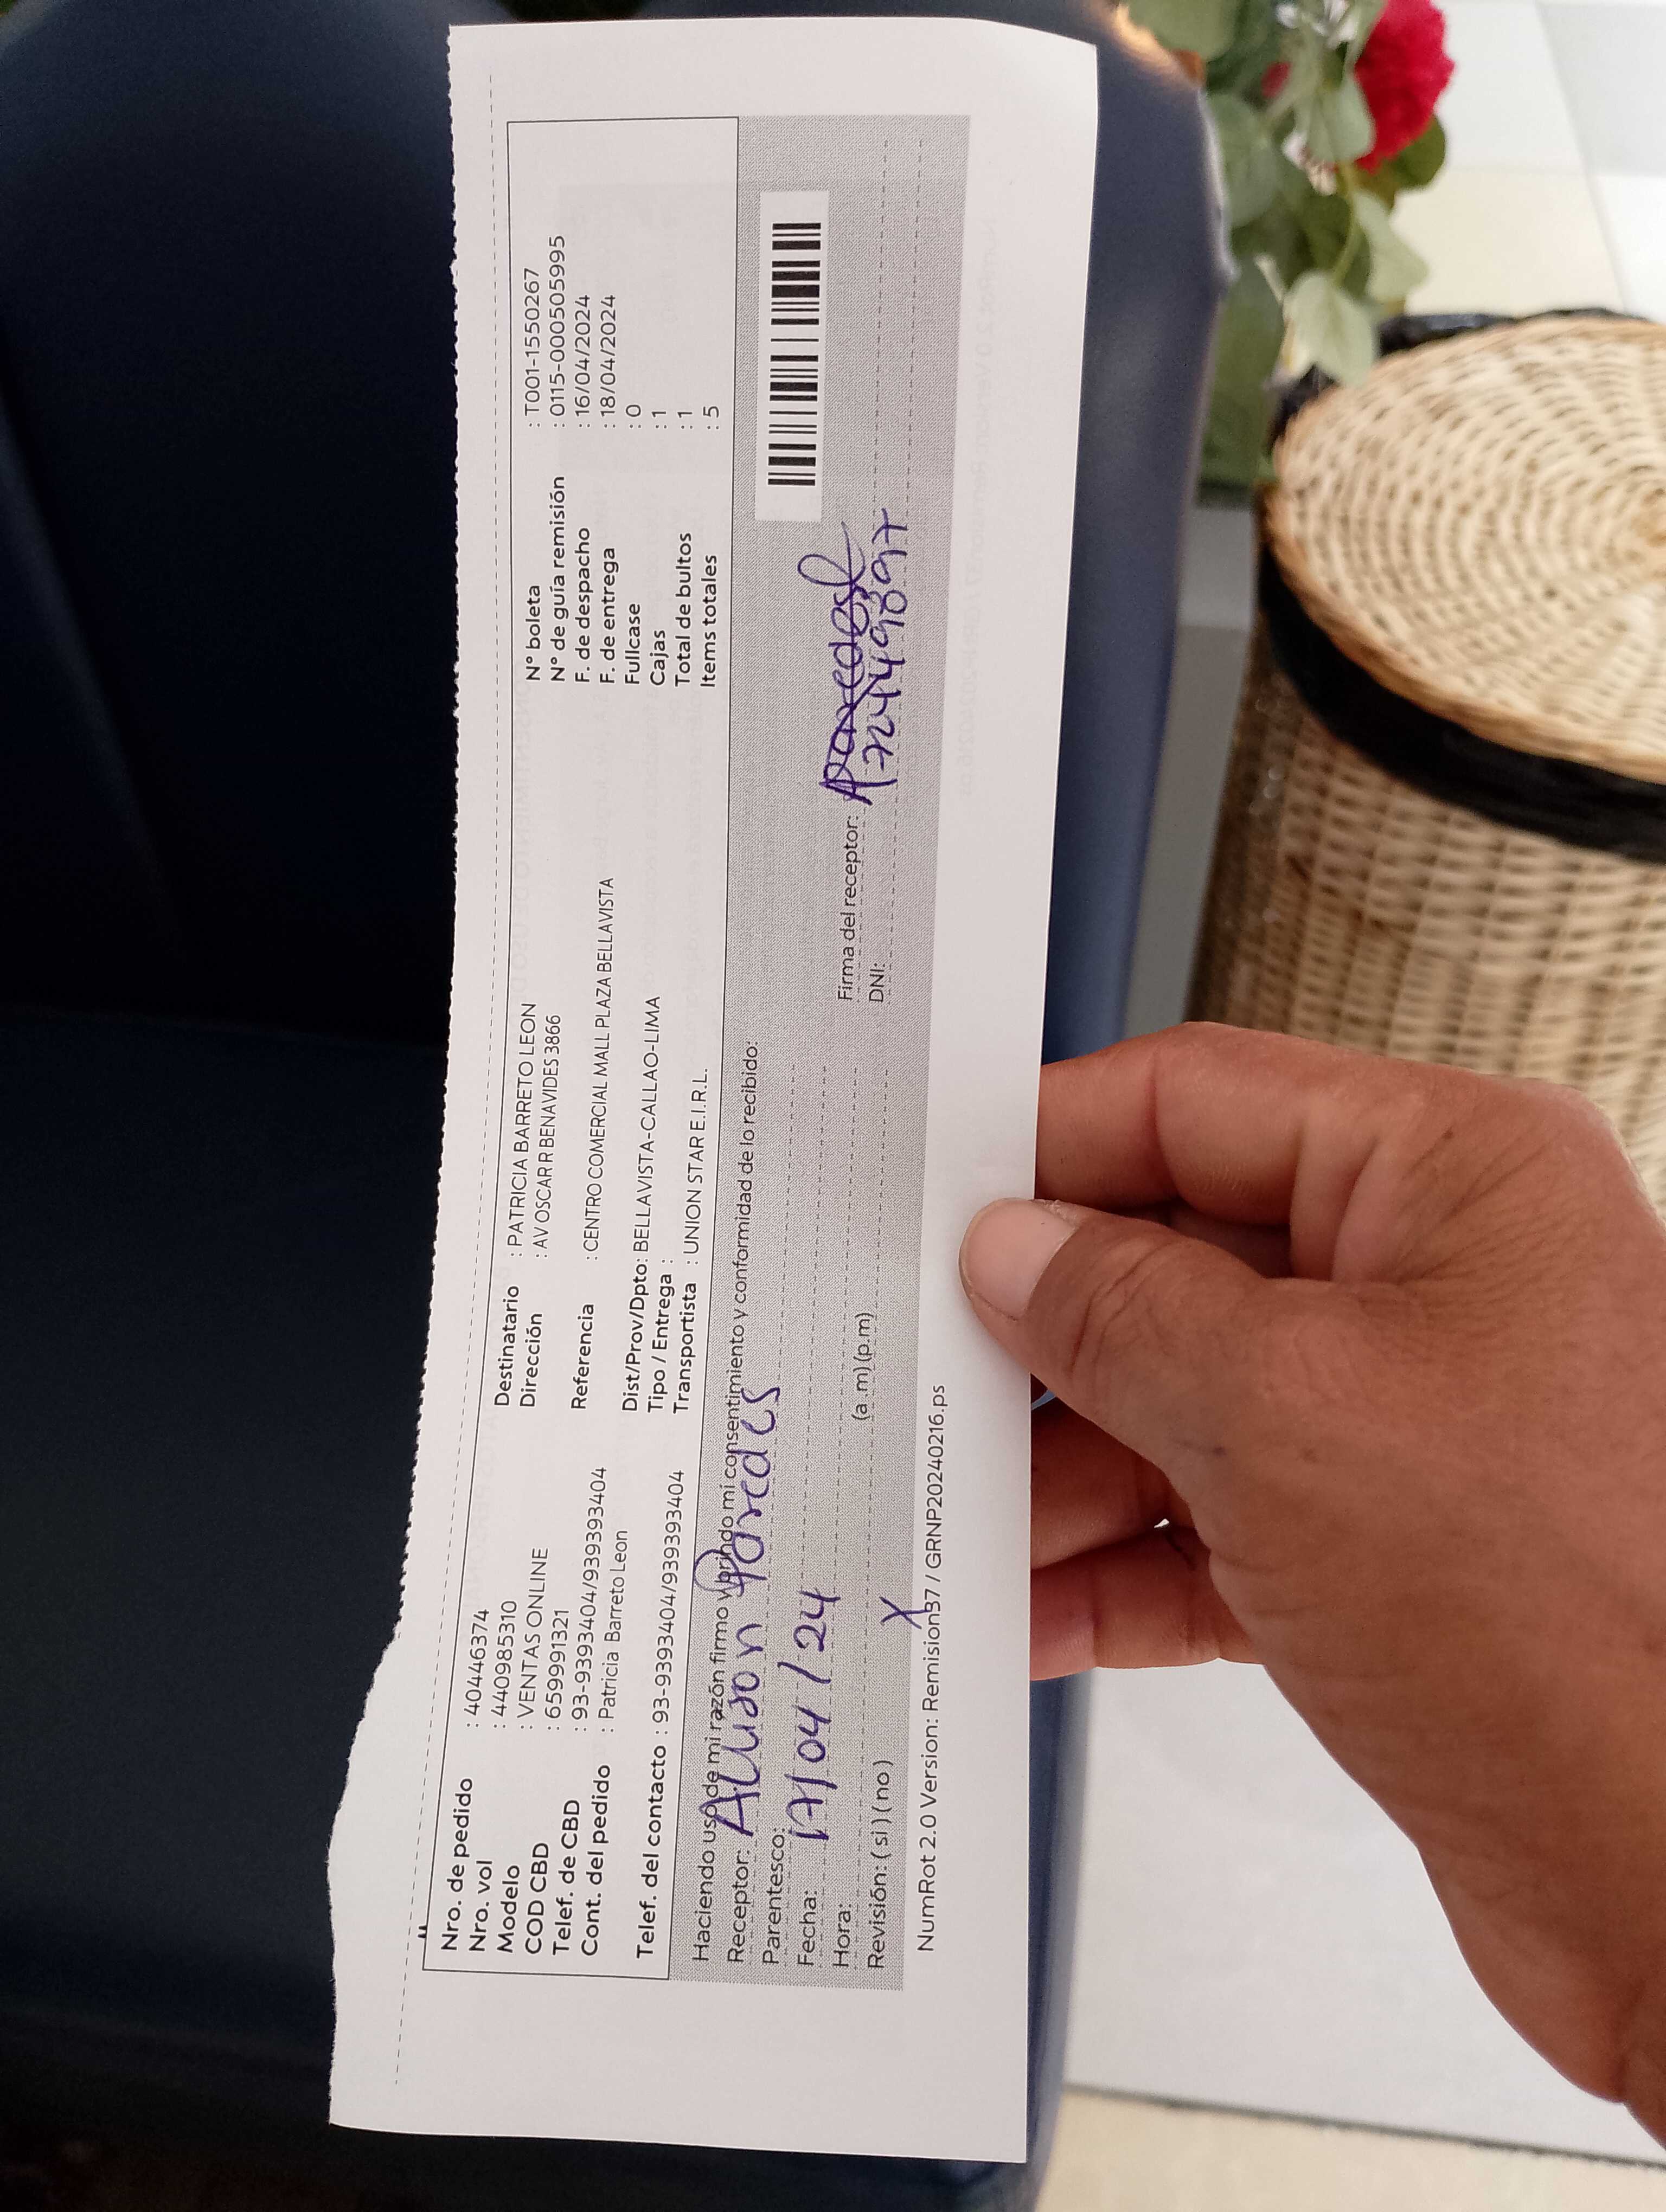 Nro. de pedido : 40446374
Nro. vol : 440985310
Modelo : VENTAS ONLINE
COD CBD : 659991321
Telef. de CBD : 93-9393404/939393404
Cont. del pedido : Patricia Barreto Leon
Telef. del contacto : 93-9393404/939393404
Destinatario : PATRICIA BARRETO LEON
Dirección : AV OSCAR R BENAVIDES 3866
Referencia : CENTRO COMERCIAL MALL PLAZA BELLAVISTA
Dist/Prov/Dpto: BELLAVISTA-CALLAO-LIMA
Tipo / Entrega :
Transportista : UNION STAR E.I.R.L.
N° boleta : T001-1550267
N° de guía remisión : 0115-000505995
F. de despacho : 16/04/2024
F. de entrega : 18/04/2024
Fullcase : 0
Cajas : 1
Total de bultos : 1
Items totales : 5
Haciendo uso de mi razón firmo y brindo mi consentimiento y conformidad de lo recibido:
Receptor: Allison Paredes
Parentesco:
Fecha: 17/04/24
Hora: (a .m) (p.m)
Revisión: ( si ) ( no ) X
Firma del receptor: AParedes
DNI: 72449897
NumRot 2.0 Version: Remision37 / GRNP20240216.ps